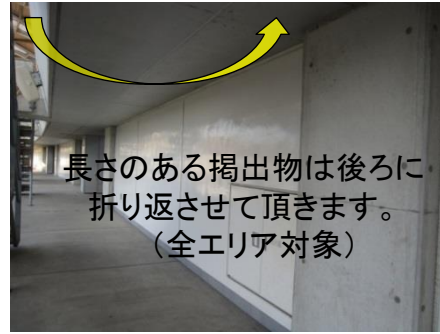 長さのある掲出物は後ろに
折り返させて頂きます。
（全エリア対象）